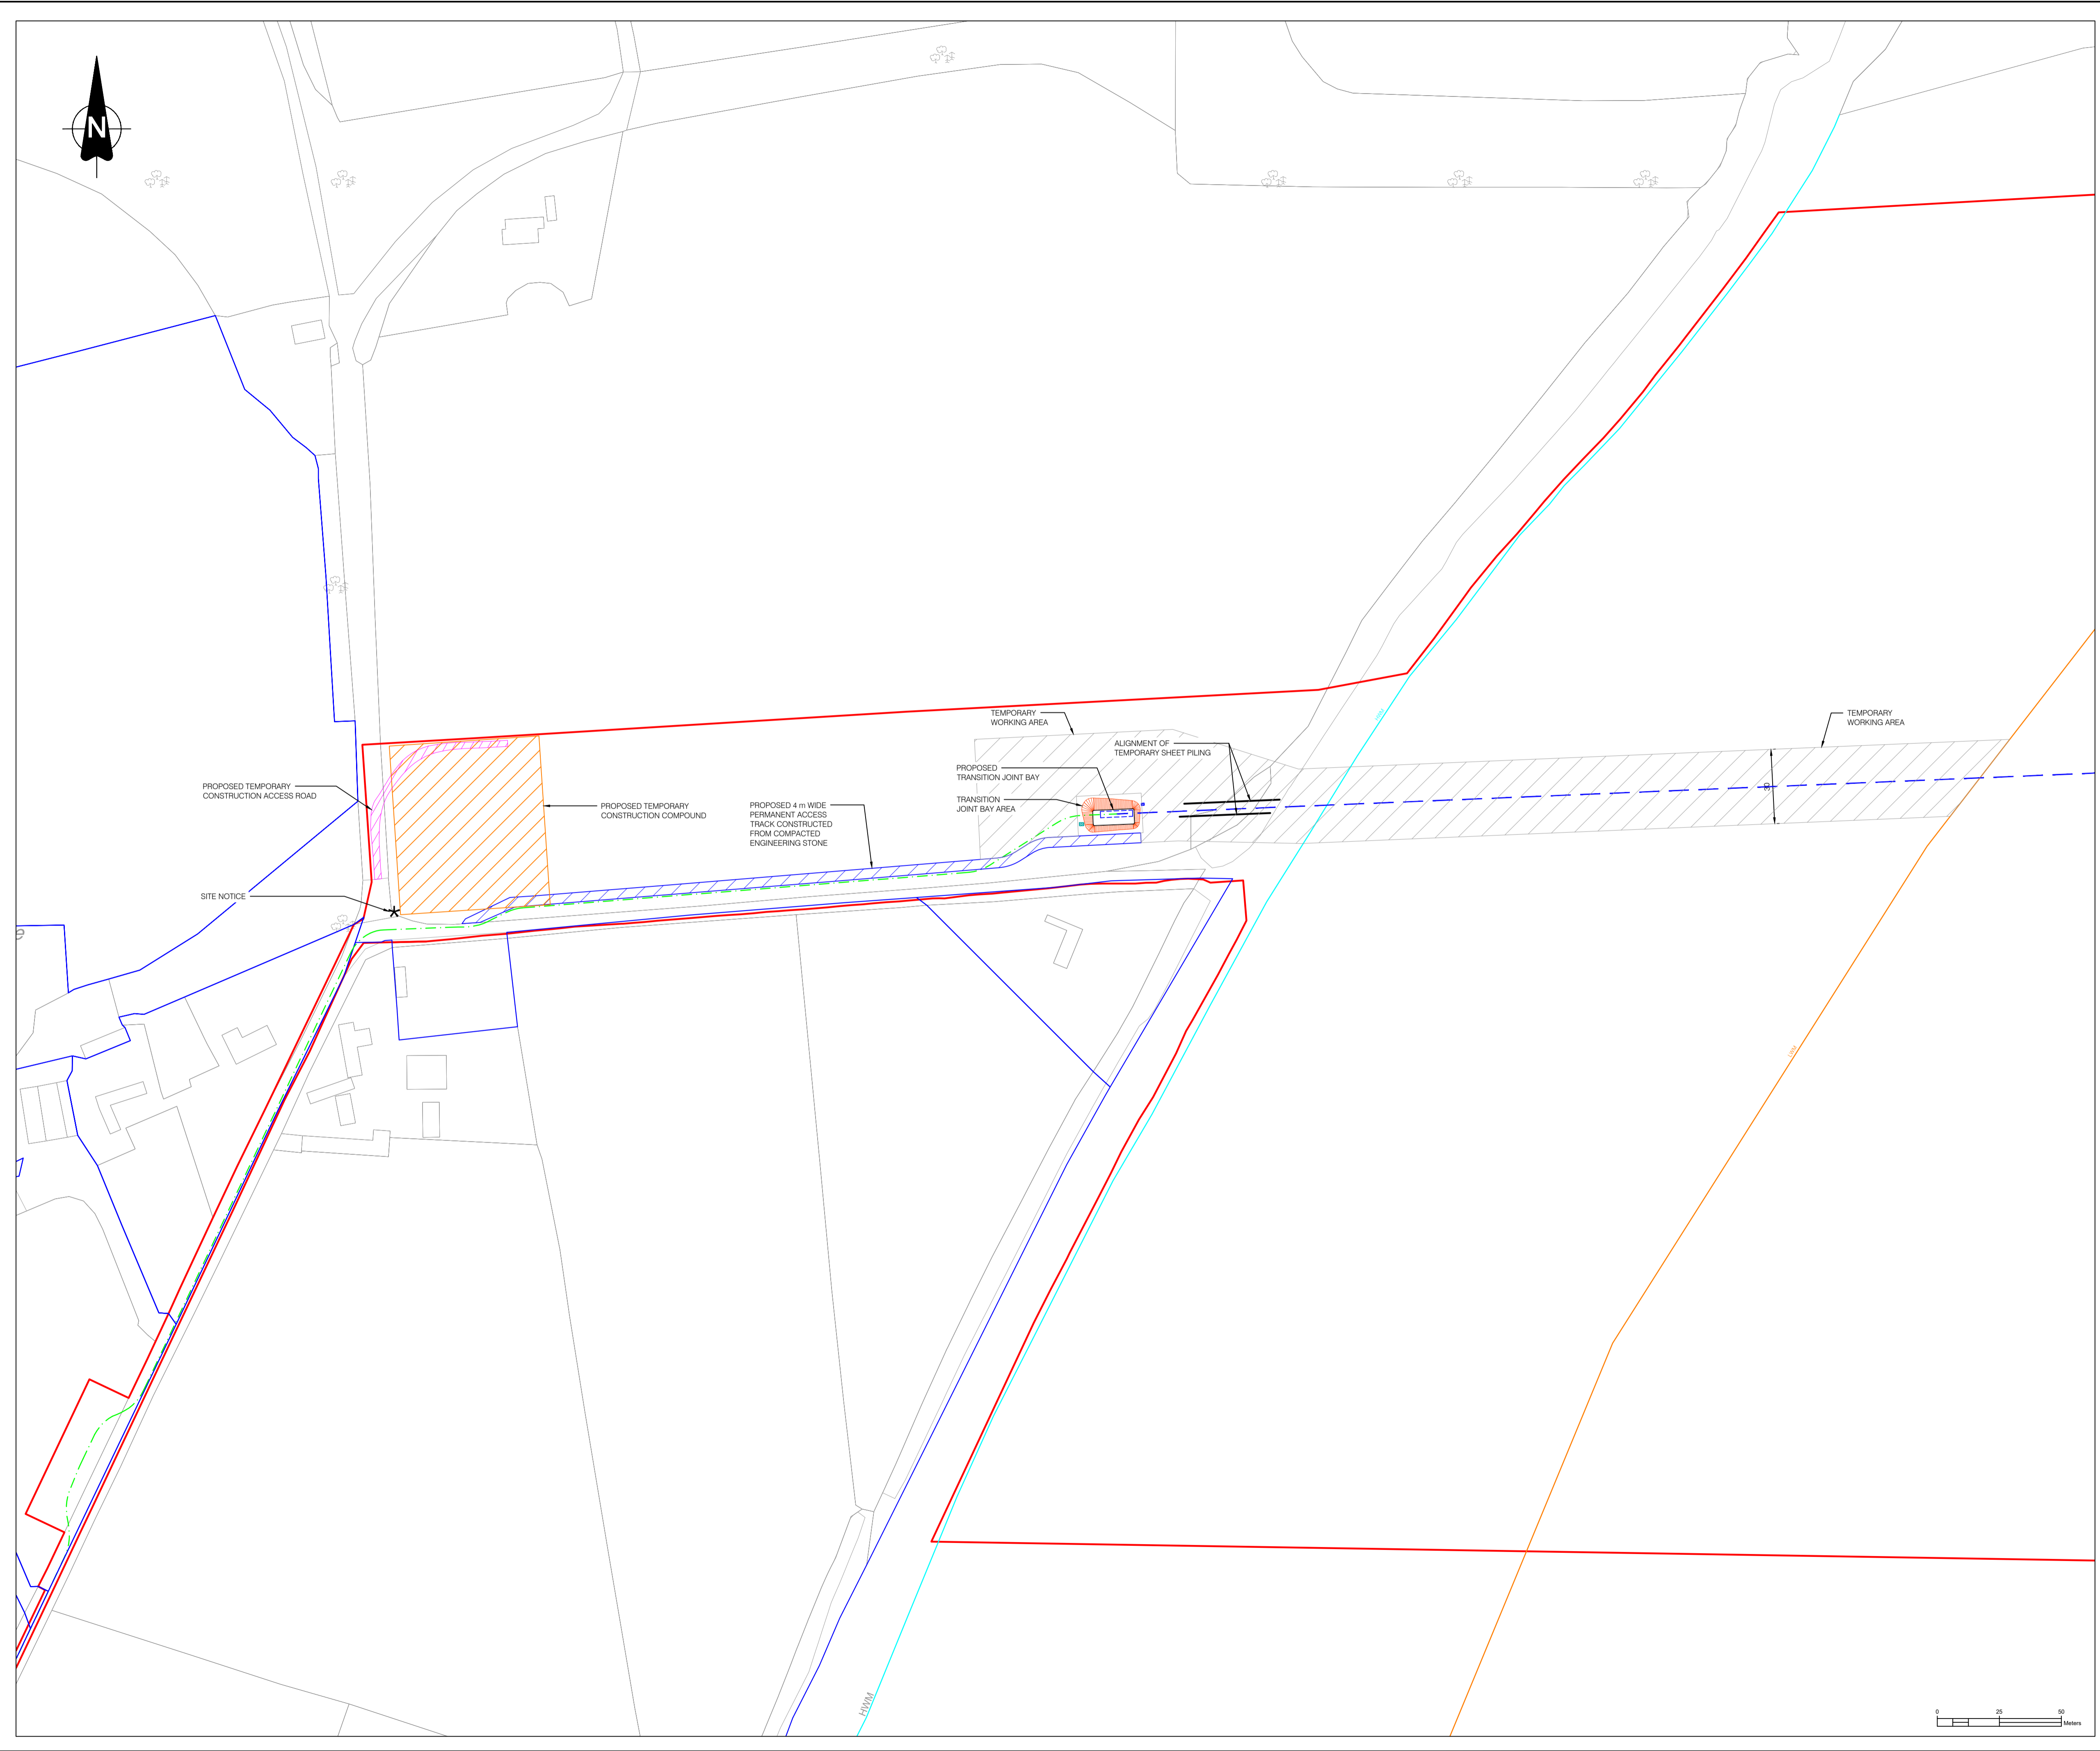 N
TEMPORARY
WORKING AREA
TEMPORARY
WORKING AREA
ALIGNMENT OF
TEMPORARY SHEET PILING
PROPOSED
TRANSITION JOINT BAY
TRANSITION
JOINT BAY AREA
PROPOSED TEMPORARY
CONSTRUCTION ACCESS ROAD
PROPOSED TEMPORARY
CONSTRUCTION COMPOUND
PROPOSED 4 m WIDE
PERMANENT ACCESS
TRACK CONSTRUCTED
FROM COMPACTED
ENGINEERING STONE
SITE NOTICE
HWM
0 25 50
Meters